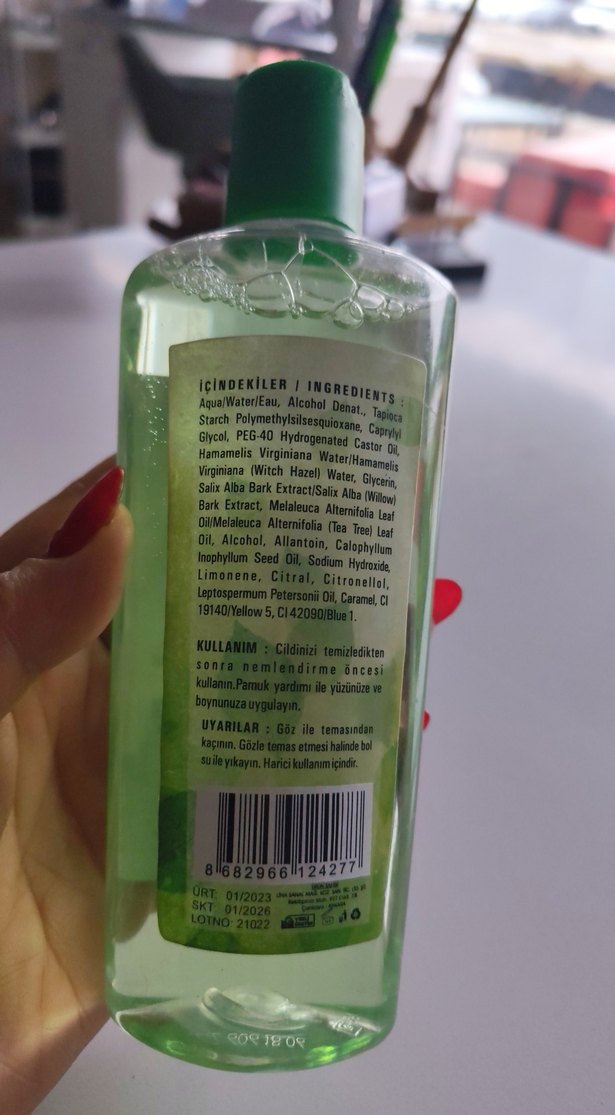 İÇİNDEKİLER / INGREDIENTS :
Aqua/Water/Eau, Alcohol Denat., Tapioca
Starch Polymethylsilsesquioxane, Caprylyl
Glycol, PEG-40 Hydrogenated Castor Oil,
Hamamelis Virginiana Water/Hamamelis
Virginiana (Witch Hazel) Water, Glycerin,
Salix Alba Bark Extract/Salix Alba (Willow)
Bark Extract, Melaleuca Alternifolia Leaf
Oil/Melaleuca Alternifolia (Tea Tree) Leaf
Oil, Alcohol, Allantoin, Calophyllum
Inophyllum Seed Oil, Sodium Hydroxide,
Limonene, Citral, Citronellol,
Leptospermum Petersonii Oil, Caramel, CI
19140/Yellow 5, CI 42090/Blue 1.
KULLANIM : Cildinizi temizledikten
sonra nemlendirme öncesi
kullanın.Pamuk yardımı ile yüzünüze ve
boynunuza uygulayın.
UYARILAR : Göz ile temasından
kaçının. Gözle temas etmesi halinde bol
su ile yıkayın. Harici kullanım içindir.
8 682966 124277
ÜRT: 01/2023
SKT: 01/2026
LOTNO: 21022